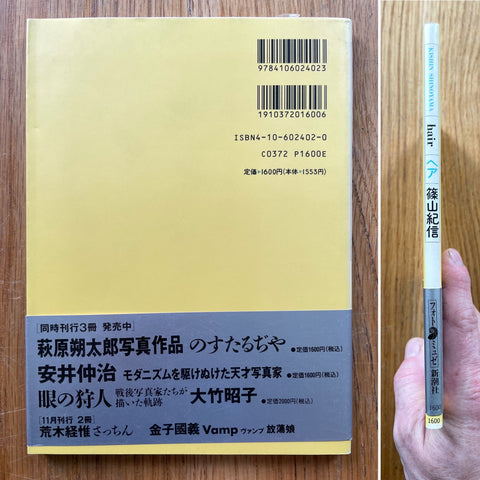 9784106024023
1910372016006
ISBN4-10-602402-0
C0372 P1600E
定価=1600円(本体=1553円)
[同時刊行3冊 発売中]
萩原朔太郎写真作品 のすたるぢや ●定価1600円(税込)
安井仲治 モダニズムを駆けぬけた天才写真家 ●定価1600円(税込)
眼の狩人 戦後写真家たちが描いた軌跡 大竹昭子 ●定価2000円(税込)
[11月刊行 2冊]
荒木経惟 さっちん 金子國義 Vamp ヴァンプ 放蕩娘
KISHIN SHINOYAMA
hair ヘア 篠山紀信
フォト・ミュゼ 新潮社
1600
1600